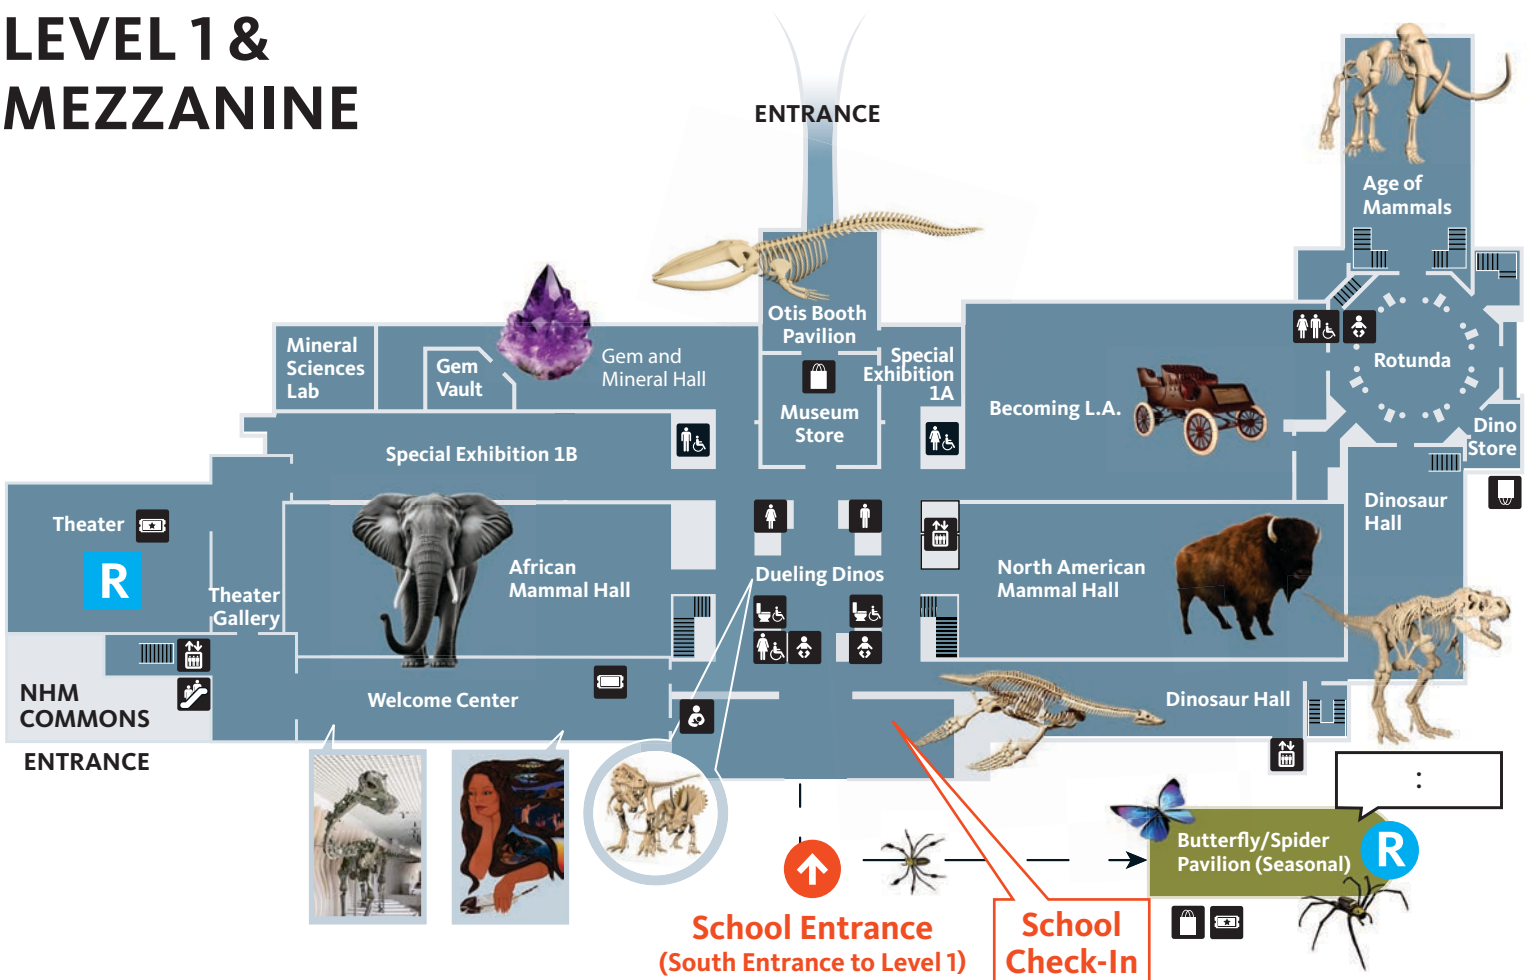 LEVEL 1 &
MEZZANINE
ENTRANCE
Age of
Mammals
Otis Booth
Pavilion
Mineral
Sciences
Lab
Gem
Vault
Gem and
Mineral Hall
Special
Exhibition
1A
Museum
Store
Becoming L.A.
Rotunda
Dino
Store
Special Exhibition 1B
Theater
R
Theater
Gallery
African
Mammal Hall
Dueling Dinos
North American
Mammal Hall
Dinosaur
Hall
NHM
COMMONS
ENTRANCE
Welcome Center
Dinosaur Hall
:
Butterfly/Spider
Pavilion (Seasonal)
R
School Entrance
(South Entrance to Level 1)
School
Check-In